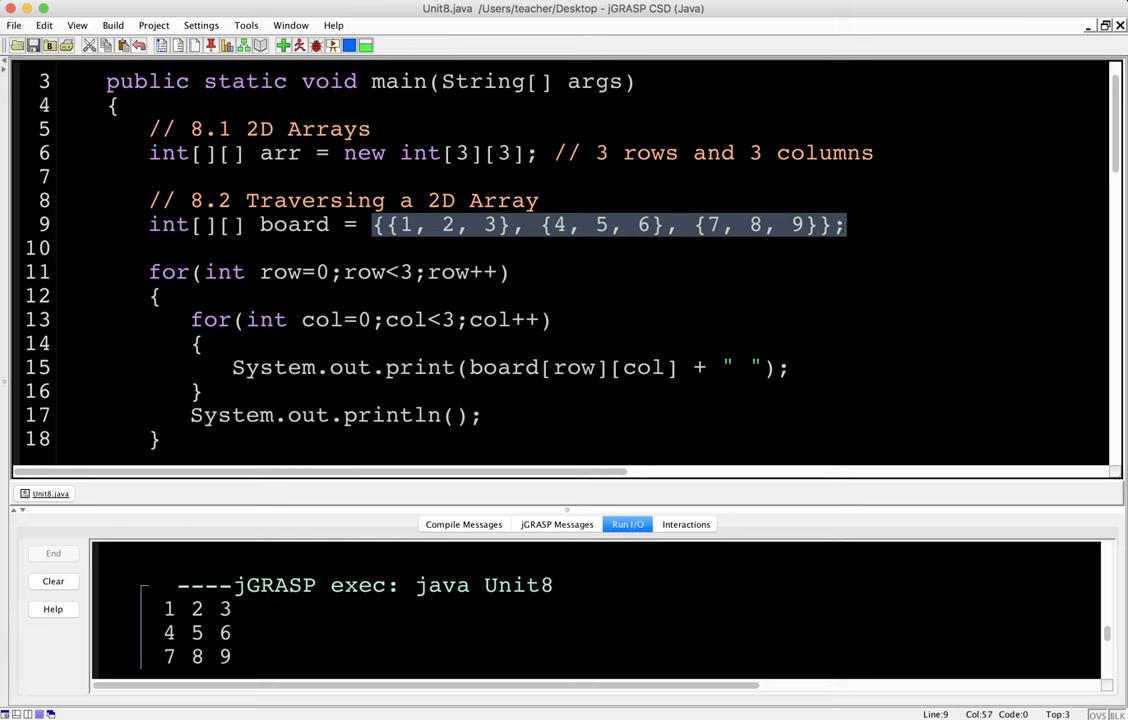 Unit8.java /Users/teacher/Desktop - jGRASP CSD (Java)
File Edit View Build Project Settings Tools Window Help
3 public static void main(String[] args)
4 {
5 // 8.1 2D Arrays
6 int[][] arr = new int[3][3]; // 3 rows and 3 columns
7
8 // 8.2 Traversing a 2D Array
9 int[][] board = {{1, 2, 3}, {4, 5, 6}, {7, 8, 9}};
10
11 for(int row=0;row<3;row++)
12 {
13 for(int col=0;col<3;col++)
14 {
15 System.out.print(board[row][col] + " ");
16 }
17 System.out.println();
18 }
Unit8.java
Compile Messages jGRASP Messages Run I/O Interactions
End
Clear
Help
----jGRASP exec: java Unit8
1 2 3
4 5 6
7 8 9
Line:9 Col:57 Code:0 Top:3 OVS BLK